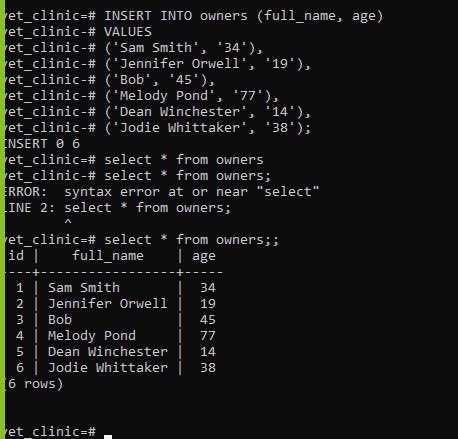 vet_clinic=# INSERT INTO owners (full_name, age)
vet_clinic-# VALUES
vet_clinic-# ('Sam Smith', '34'),
vet_clinic-# ('Jennifer Orwell', '19'),
vet_clinic-# ('Bob', '45'),
vet_clinic-# ('Melody Pond', '77'),
vet_clinic-# ('Dean Winchester', '14'),
vet_clinic-# ('Jodie Whittaker', '38');
INSERT 0 6
vet_clinic=# select * from owners
vet_clinic-# select * from owners;
ERROR:  syntax error at or near "select"
LINE 2: select * from owners;
        ^
vet_clinic=# select * from owners;;
 id |    full_name    | age
----+-----------------+-----
  1 | Sam Smith       |  34
  2 | Jennifer Orwell |  19
  3 | Bob             |  45
  4 | Melody Pond     |  77
  5 | Dean Winchester |  14
  6 | Jodie Whittaker |  38
(6 rows)
vet_clinic=#